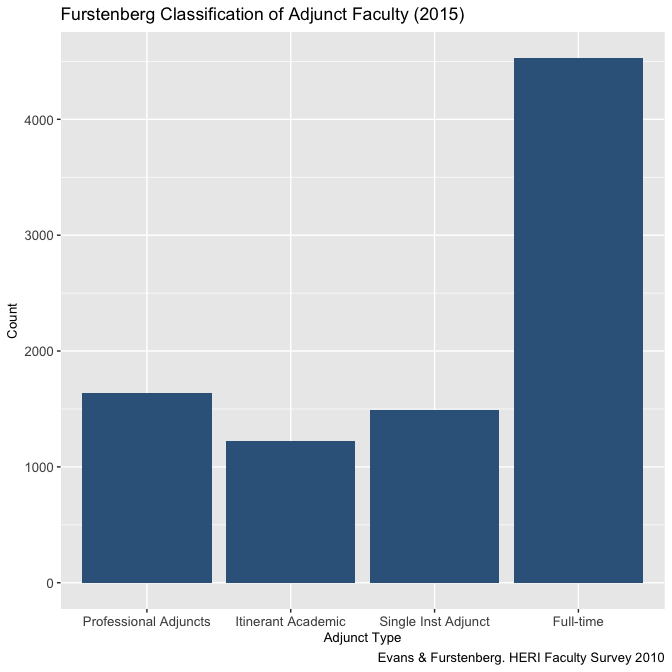 Furstenberg Classification of Adjunct Faculty (2015)
4000
3000
2000
1000
0
Count
Professional Adjuncts
Itinerant Academic
Single Inst Adjunct
Full-time
Adjunct Type
Evans & Furstenberg. HERI Faculty Survey 2010